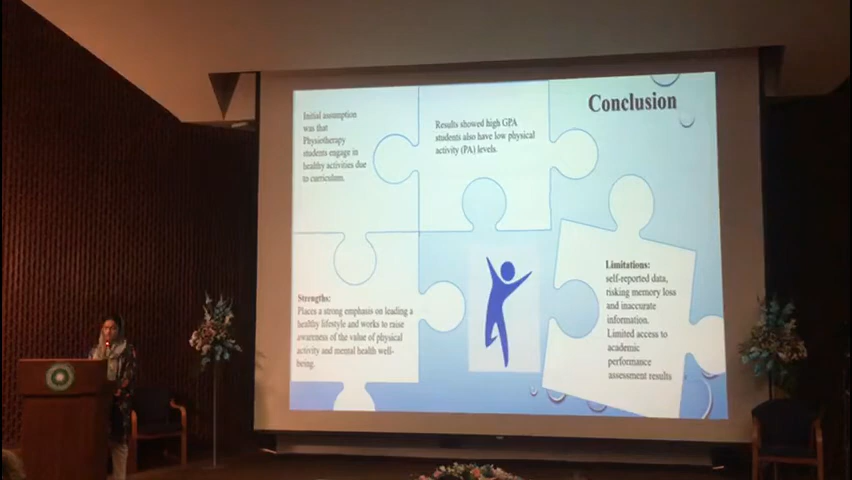 Conclusion
Initial assumption
was that
Physiotherapy
students engage in
healthy activities due
to curriculum.
Results showed high GPA
students also have low physical
activity (PA) levels.
Strengths:
Places a strong emphasis on leading a
healthy lifestyle and works to raise
awareness of the value of physical
activity and mental health well-
being.
Limitations:
self-reported data,
risking memory loss
and inaccurate
information.
Limited access to
academic
performance
assessment results